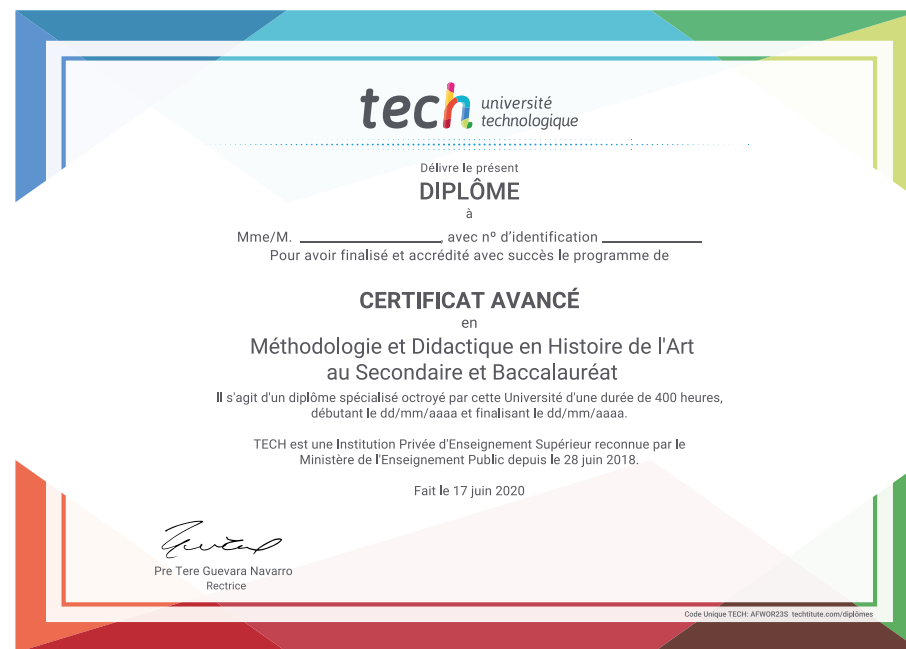 tech université
technologique
Délivre le présent
DIPLÔME
à
Mme/M. , avec nº d'identification
Pour avoir finalisé et accrédité avec succès le programme de
CERTIFICAT AVANCÉ
en
Méthodologie et Didactique en Histoire de l'Art
au Secondaire et Baccalauréat
Il s'agit d'un diplôme spécialisé octroyé par cette Université d'une durée de 400 heures,
débutant le dd/mm/aaaa et finalisant le dd/mm/aaaa.
TECH est une Institution Privée d'Enseignement Supérieur reconnue par le
Ministère de l'Enseignement Public depuis le 28 juin 2018.
Fait le 17 juin 2020
Pre Tere Guevara Navarro
Rectrice
Code Unique TECH: AFWOR23S techtitute.com/diplômes